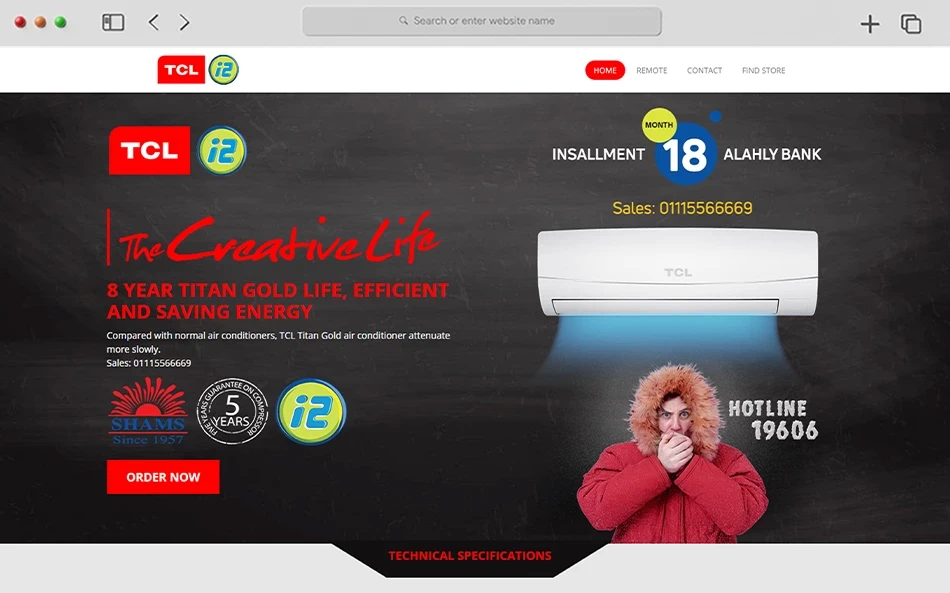 Search or enter website name
TCL i2
HOME REMOTE CONTACT FIND STORE
TCL i2
The Creative Life
8 YEAR TITAN GOLD LIFE, EFFICIENT
AND SAVING ENERGY
Compared with normal air conditioners, TCL Titan Gold air conditioner attenuate
more slowly.
Sales: 01115566669
SHAMS
Since 1957
FIVE YEARS GUARANTEE ON COMPRESSOR
5
YEARS
i2
ORDER NOW
MONTH
INSALLMENT 18 ALAHLY BANK
Sales: 01115566669
TCL
HOTLINE
19606
TECHNICAL SPECIFICATIONS